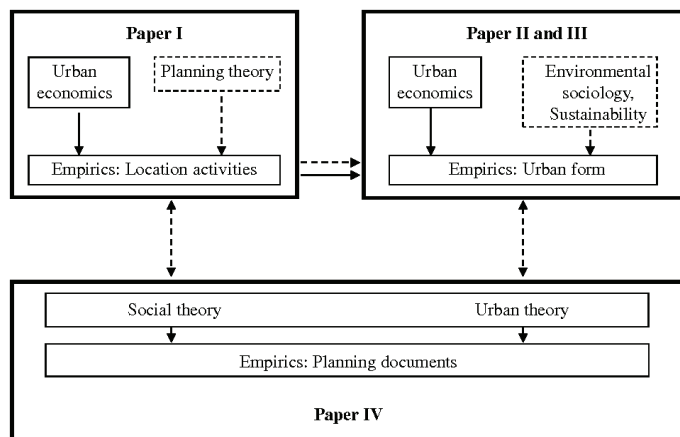 Paper I
Urban
economics
Planning theory
Empirics: Location activities
Paper II and III
Urban
economics
Environmental
sociology,
Sustainability
Empirics: Urban form
Social theory
Urban theory
Empirics: Planning documents
Paper IV